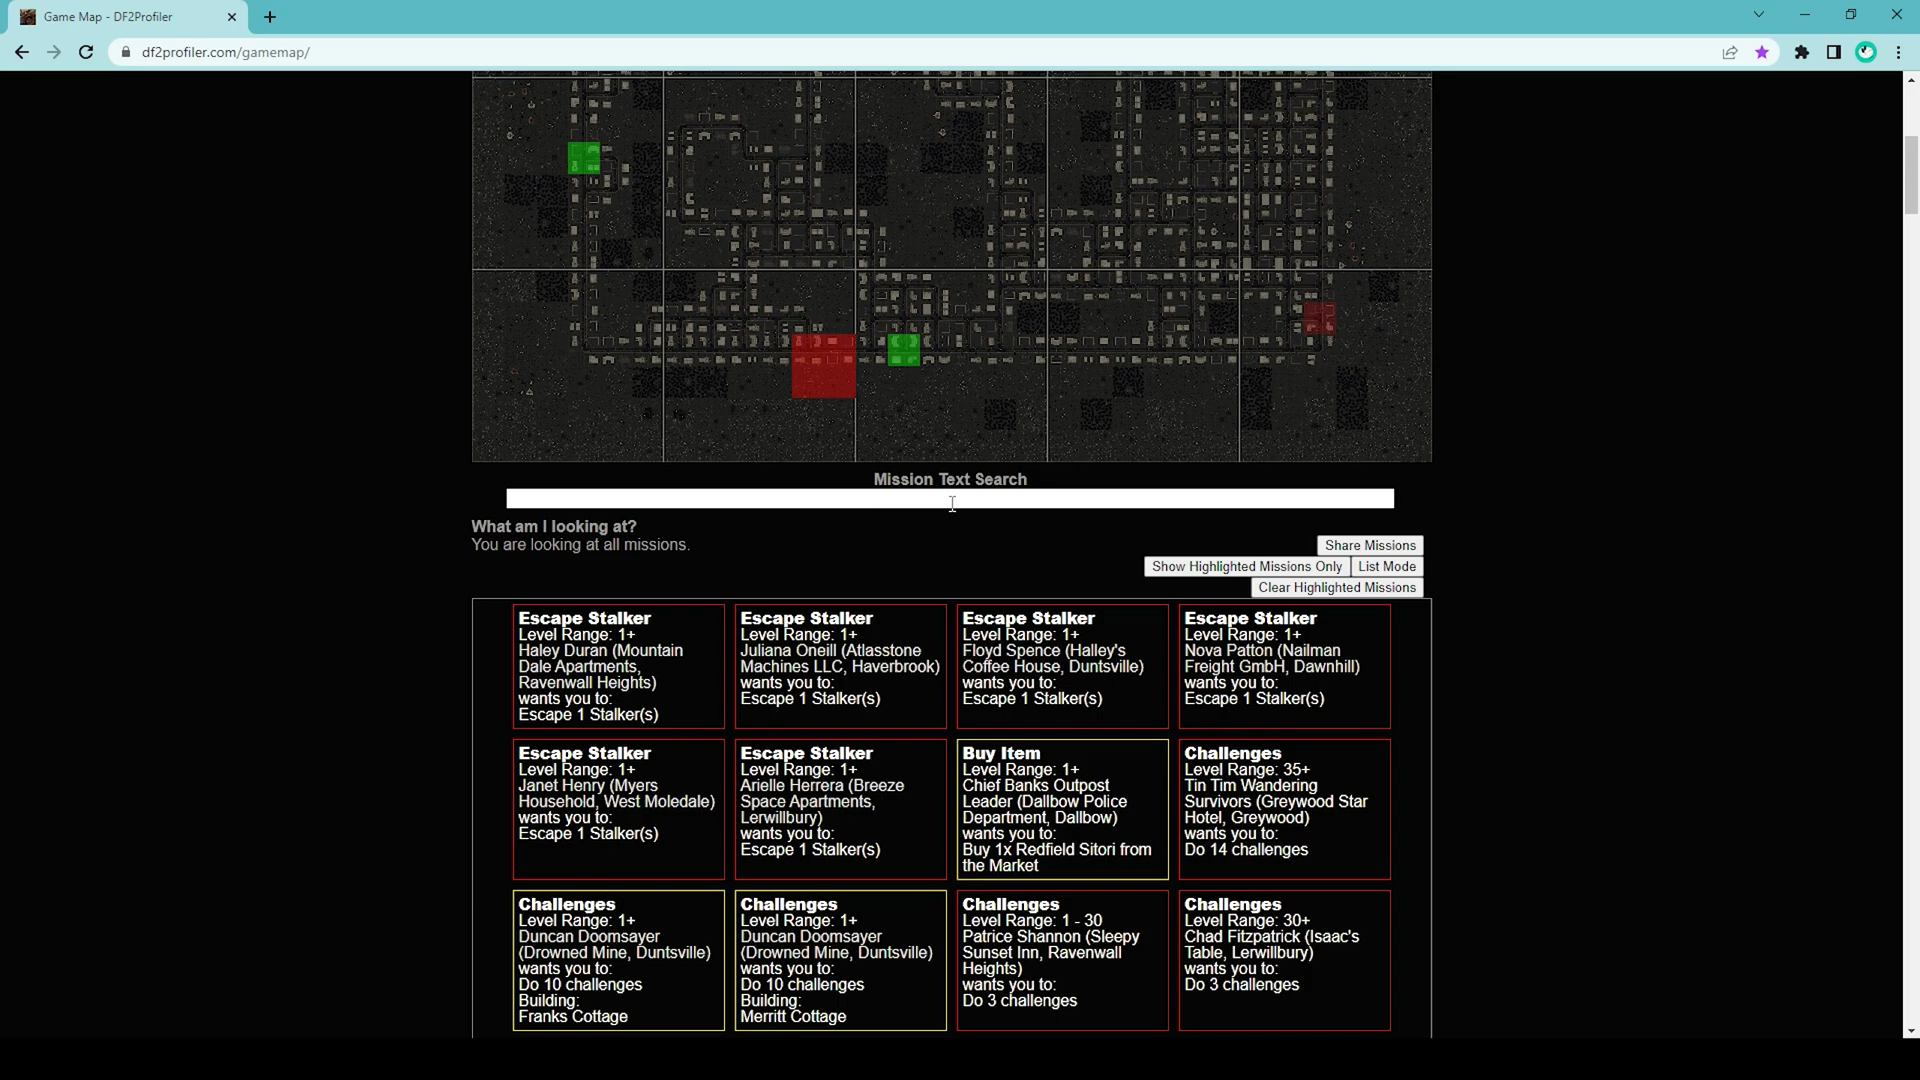 Game Map - DF2Profiler
df2profiler.com/gamemap/
Mission Text Search
What am I looking at?
You are looking at all missions.
Share Missions
Show Highlighted Missions Only
List Mode
Clear Highlighted Missions
Escape Stalker
Level Range: 1+
Haley Duran (Mountain
Dale Apartments,
Ravenwall Heights)
wants you to:
Escape 1 Stalker(s)
Escape Stalker
Level Range: 1+
Juliana Oneill (Atlasstone
Machines LLC, Haverbrook)
wants you to:
Escape 1 Stalker(s)
Escape Stalker
Level Range: 1+
Floyd Spence (Halley's
Coffee House, Duntsville)
wants you to:
Escape 1 Stalker(s)
Escape Stalker
Level Range: 1+
Nova Patton (Nailman
Freight GmbH, Dawnhill)
wants you to:
Escape 1 Stalker(s)
Escape Stalker
Level Range: 1+
Janet Henry (Myers
Household, West Moledale)
wants you to:
Escape 1 Stalker(s)
Escape Stalker
Level Range: 1+
Arielle Herrera (Breeze
Space Apartments,
Lerwillbury)
wants you to:
Escape 1 Stalker(s)
Buy Item
Level Range: 1+
Chief Banks Outpost
Leader (Dallbow Police
Department, Dallbow)
wants you to:
Buy 1x Redfield Sitori from
the Market
Challenges
Level Range: 35+
Tin Tim Wandering
Survivors (Greywood Star
Hotel, Greywood)
wants you to:
Do 14 challenges
Challenges
Level Range: 1+
Duncan Doomsayer
(Drowned Mine, Duntsville)
wants you to:
Do 10 challenges
Building:
Franks Cottage
Challenges
Level Range: 1+
Duncan Doomsayer
(Drowned Mine, Duntsville)
wants you to:
Do 10 challenges
Building:
Merritt Cottage
Challenges
Level Range: 1 - 30
Patrice Shannon (Sleepy
Sunset Inn, Ravenwall
Heights)
wants you to:
Do 3 challenges
Challenges
Level Range: 30+
Chad Fitzpatrick (Isaac's
Table, Lerwillbury)
wants you to:
Do 3 challenges